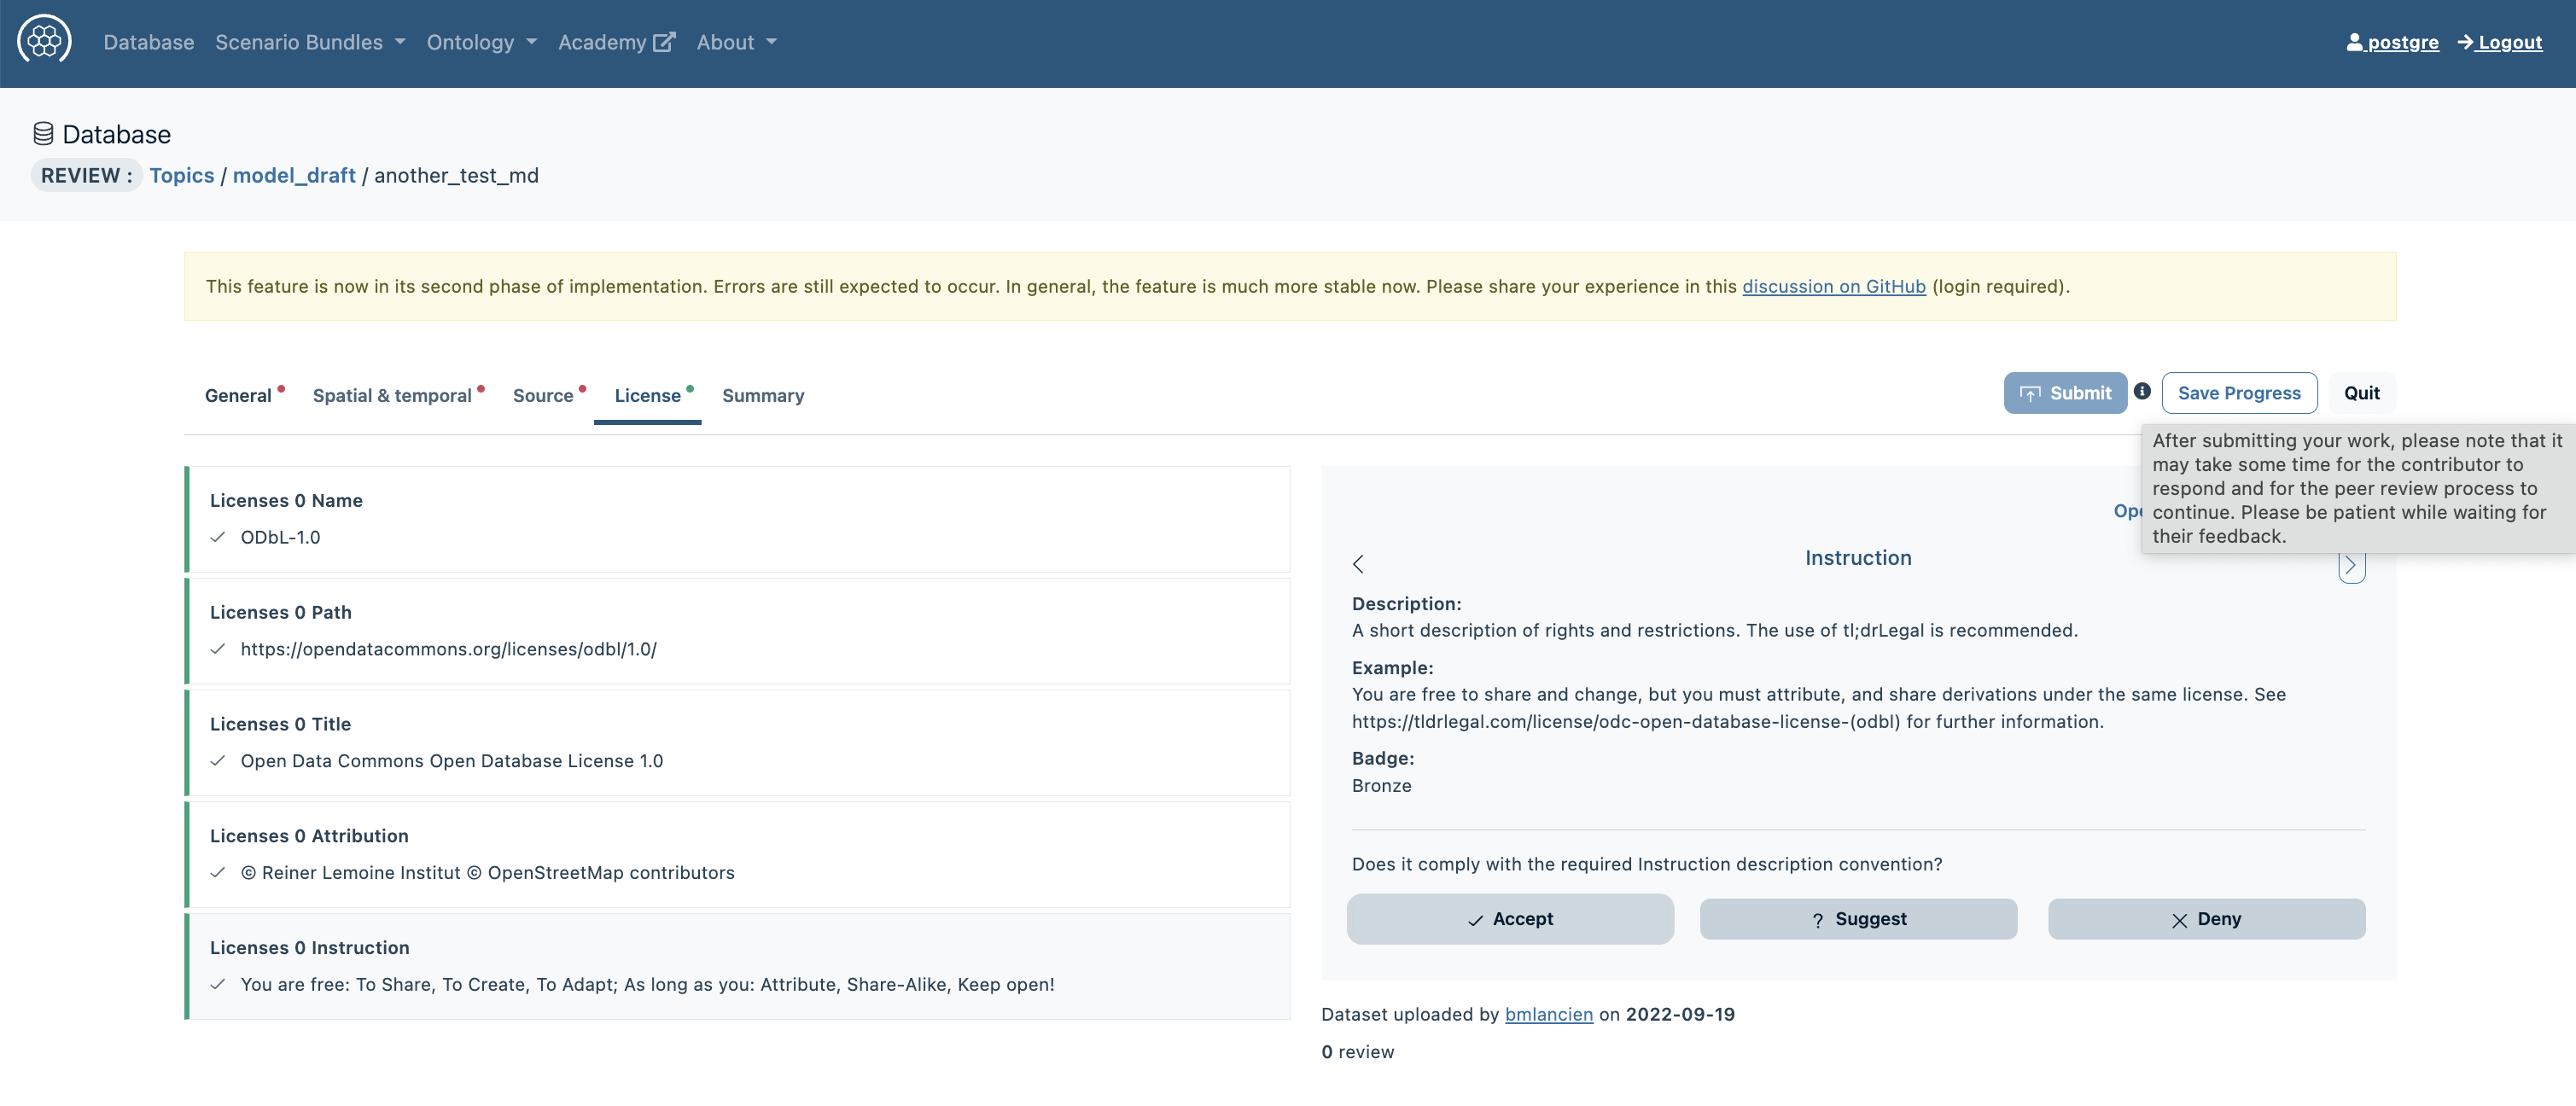 Database Scenario Bundles Ontology Academy About postgre Logout
Database
REVIEW : Topics / model_draft / another_test_md
This feature is now in its second phase of implementation. Errors are still expected to occur. In general, the feature is much more stable now. Please share your experience in this discussion on GitHub (login required).
General Spatial & temporal Source License Summary Submit Save Progress Quit
After submitting your work, please note that it
may take some time for the contributor to
respond and for the peer review process to
continue. Please be patient while waiting for
their feedback.
Licenses 0 Name
ODbL-1.0
Licenses 0 Path
https://opendatacommons.org/licenses/odbl/1.0/
Licenses 0 Title
Open Data Commons Open Database License 1.0
Licenses 0 Attribution
© Reiner Lemoine Institut © OpenStreetMap contributors
Licenses 0 Instruction
You are free: To Share, To Create, To Adapt; As long as you: Attribute, Share-Alike, Keep open!
Instruction
Description:
A short description of rights and restrictions. The use of tl;drLegal is recommended.
Example:
You are free to share and change, but you must attribute, and share derivations under the same license. See
https://tldrlegal.com/license/odc-open-database-license-(odbl) for further information.
Badge:
Bronze
Does it comply with the required Instruction description convention?
Accept ? Suggest Deny
Dataset uploaded by bmlancien on 2022-09-19
0 review